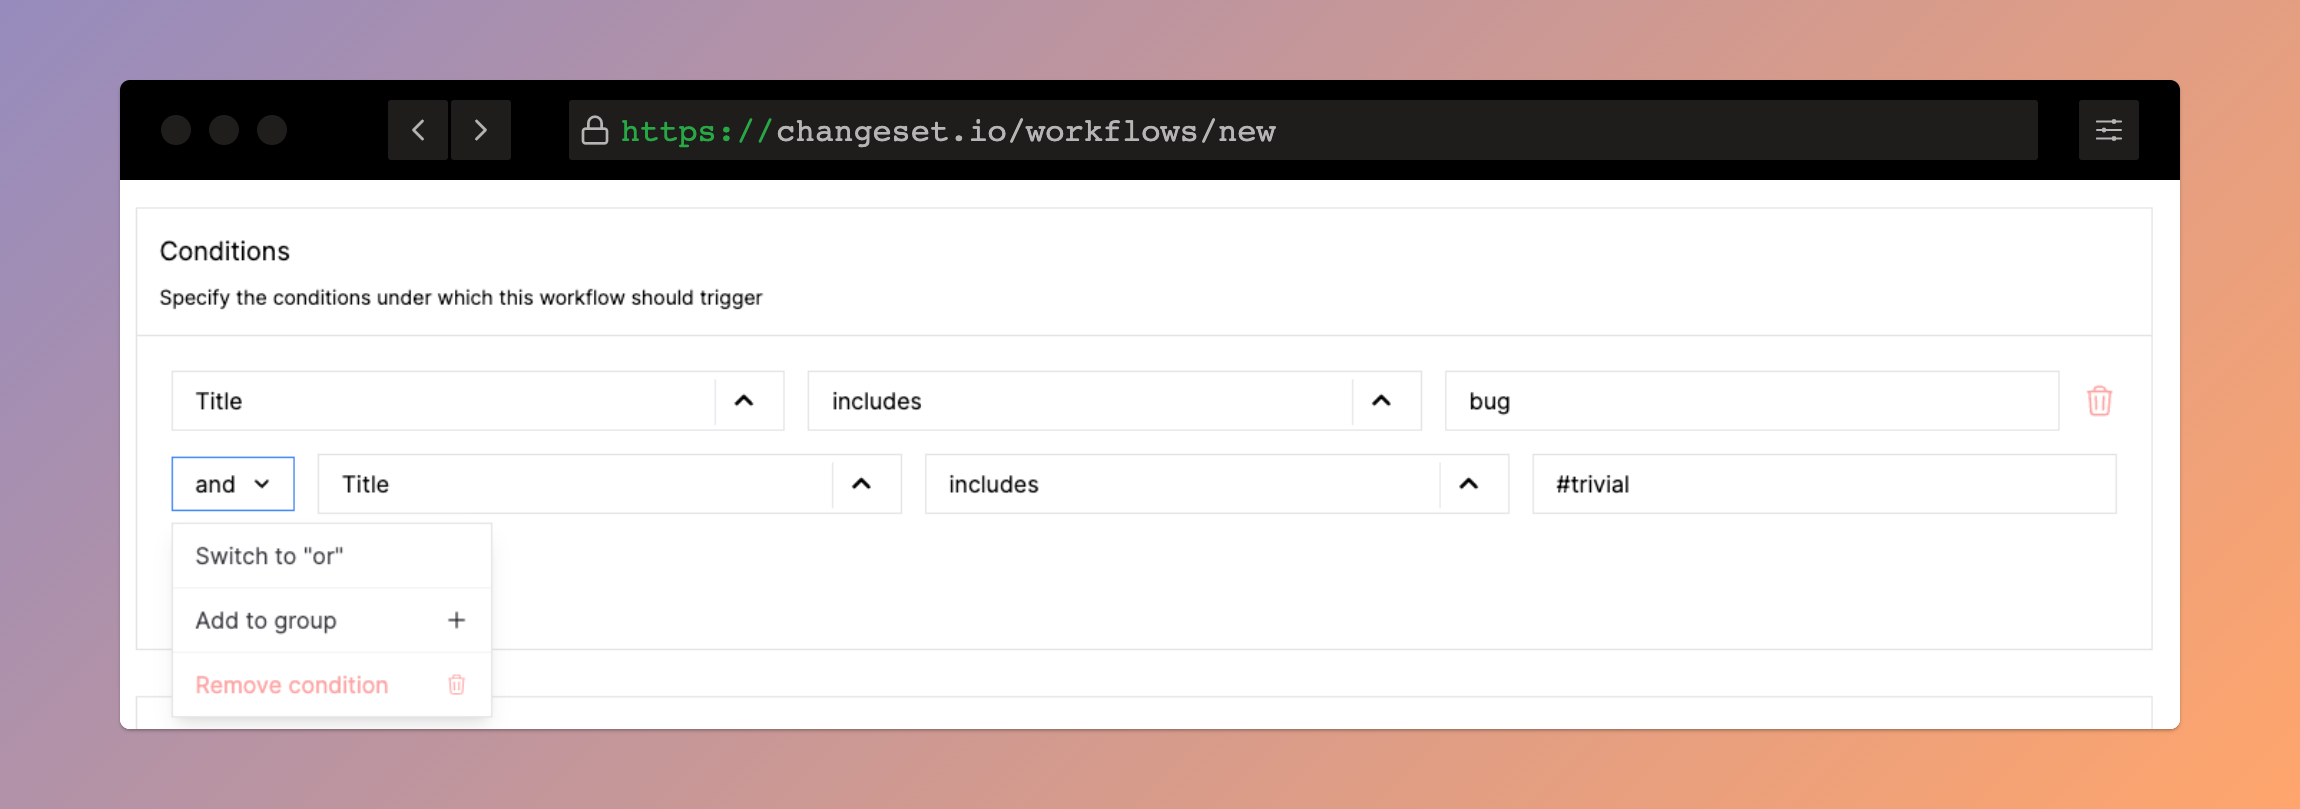 https://changeset.io/workflows/new
Conditions
Specify the conditions under which this workflow should trigger
Title includes bug
and Title includes #trivial
Switch to "or"
Add to group
Remove condition